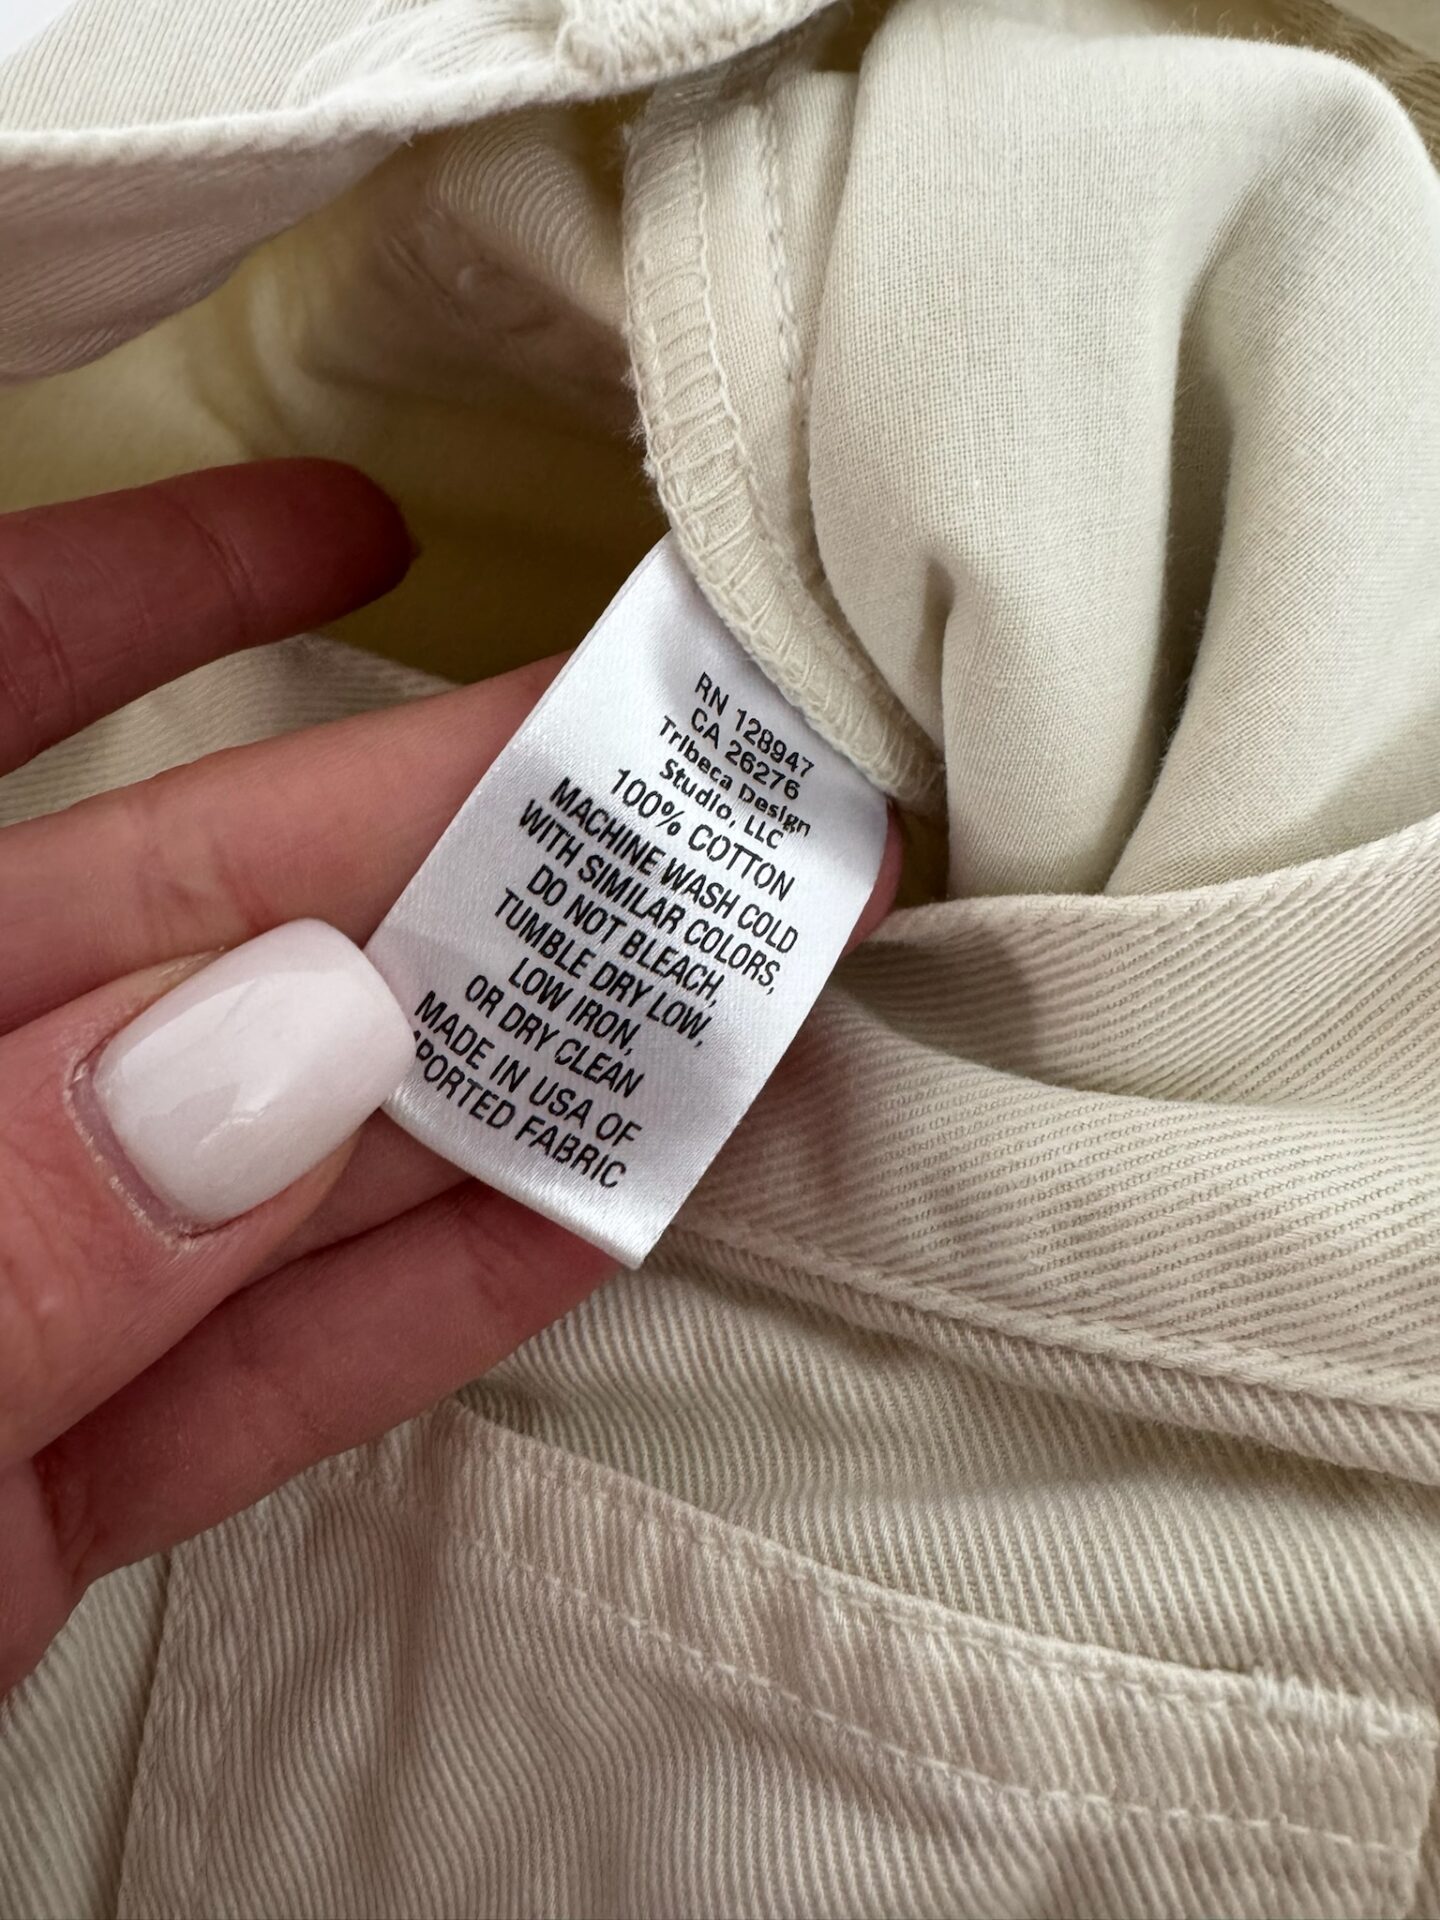 RN 128947
CA 26276
Tribeca Design
Studio, LLC
100% COTTON
MACHINE WASH COLD
WITH SIMILAR COLORS,
DO NOT BLEACH,
TUMBLE DRY LOW,
LOW IRON,
OR DRY CLEAN
MADE IN USA OF
PORTED FABRIC